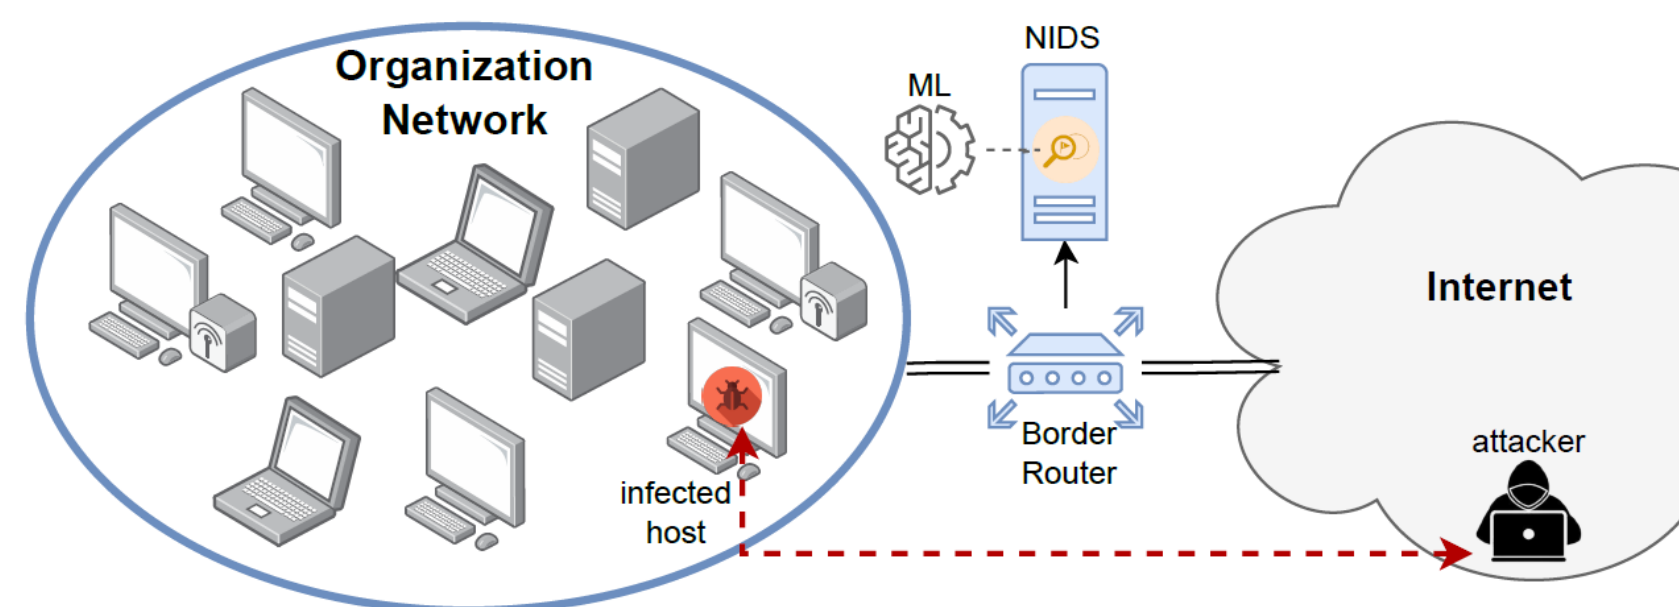 Organization
Network
NIDS
ML
Internet
Border
Router
attacker
infected
host